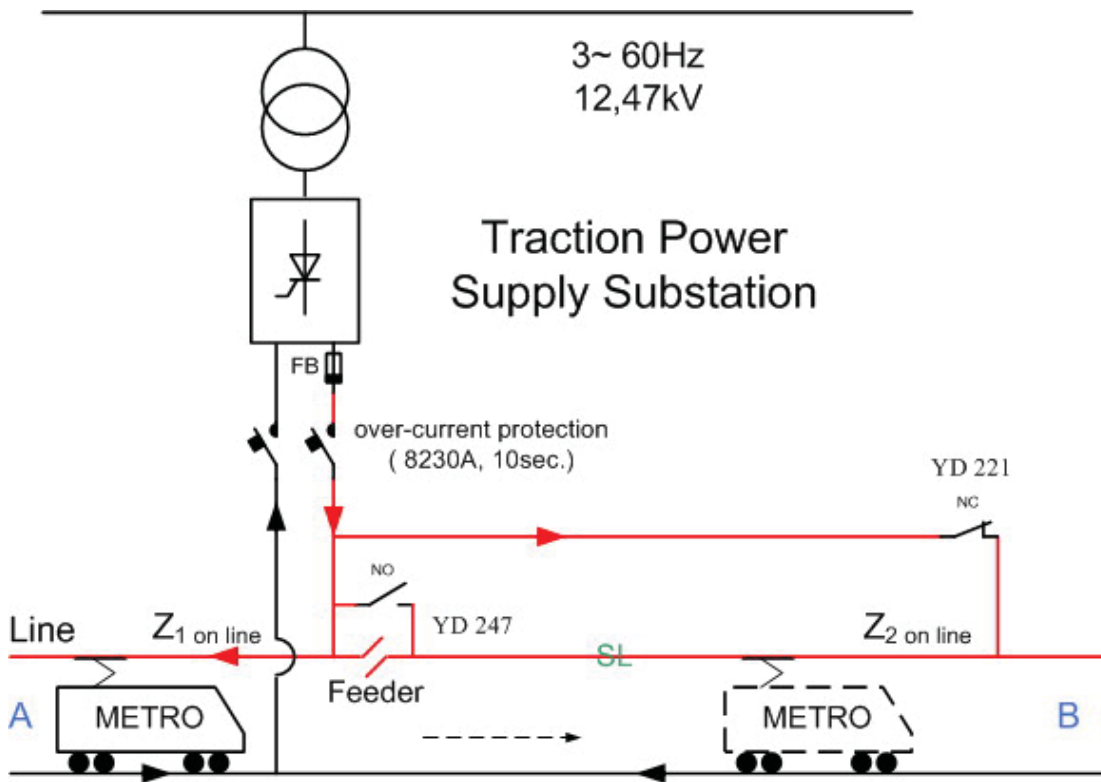 3~ 60Hz
12,47kV
Traction Power
Supply Substation
FB
over-current protection
( 8230A, 10sec.)
YD 221
NC
NO
YD 247
Line
Z1 on line
Z2 on line
SL
Feeder
A
METRO
METRO
B